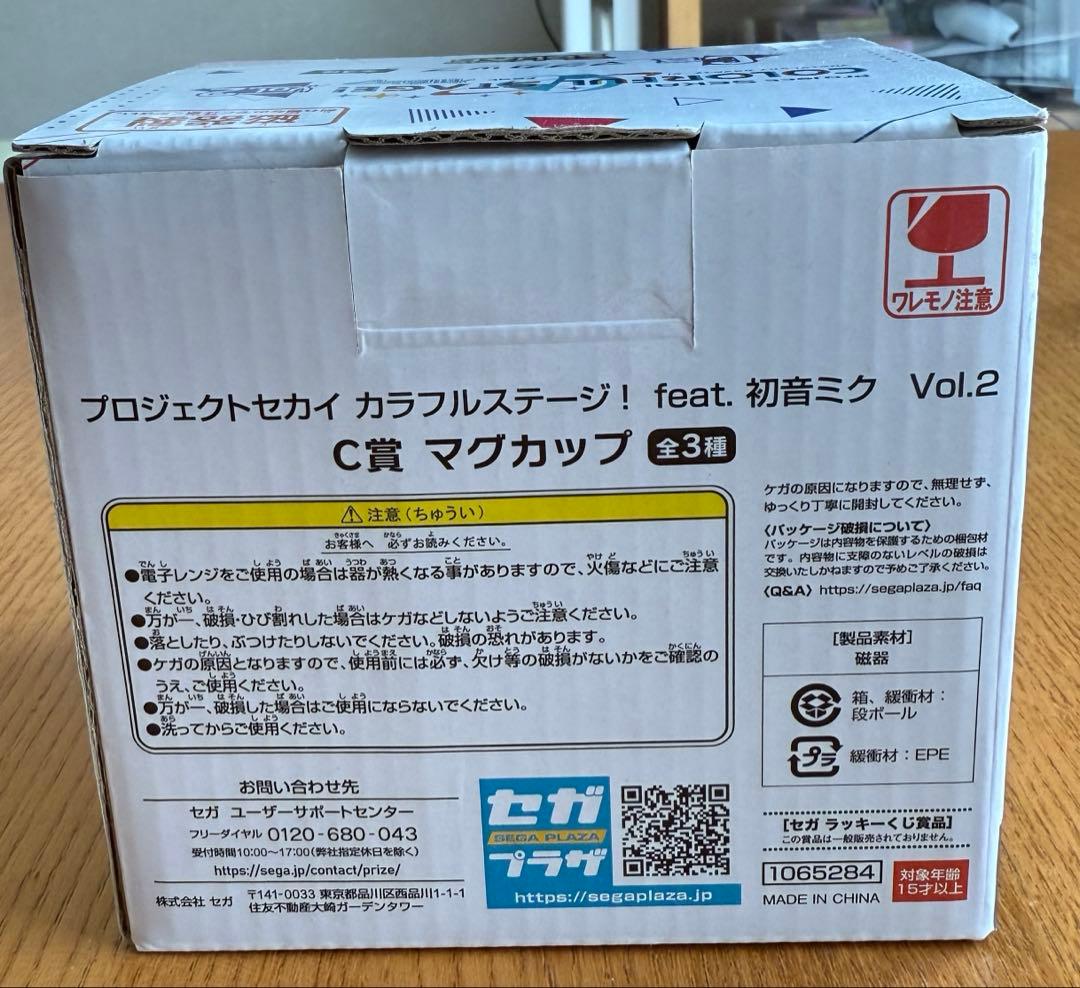 COLORFUL
STAGE!
ワレモノ注意
プロジェクトセカイ カラフルステージ！ feat. 初音ミク Vol.2
C賞 マグカップ 全3種
注意（ちゅうい）
お客様へ 必ずお読みください。
●電子レンジをご使用の場合は器が熱くなる事がありますので、火傷などにご注意
ください。
●万が一、破損・ひび割れした場合はケガなどしないようご注意ください。
●落としたり、ぶつけたりしないでください。破損の恐れがあります。
●ケガの原因となりますので、使用前には必ず、欠け等の破損がないかをご確認の
うえ、ご使用ください。
●万が一、破損した場合はご使用にならないでください。
●洗ってからご使用ください。
ケガの原因になりますので、無理せず、
ゆっくり丁寧に開封してください。
〈パッケージ破損について〉
パッケージは内容物を保護するための梱包材
です。内容物に支障のないレベルの破損は
交換いたしかねますので予めご了承ください。
〈Q&A〉https://segaplaza.jp/faq
［製品素材］
磁器
箱、緩衝材：
段ボール
プラ 緩衝材：EPE
お問い合わせ先
セガ ユーザーサポートセンター
フリーダイヤル 0120-680-043
受付時間10:00〜17:00（弊社指定休日を除く）
https://sega.jp/contact/prize/
株式会社 セガ 〒141-0033 東京都品川区西品川1-1-1
住友不動産大崎ガーデンタワー
セガ
SEGA PLAZA
プラザ
https://segaplaza.jp
［セガ ラッキーくじ賞品］
この賞品は一般販売されておりません。
1065284
MADE IN CHINA
対象年齢
15才以上